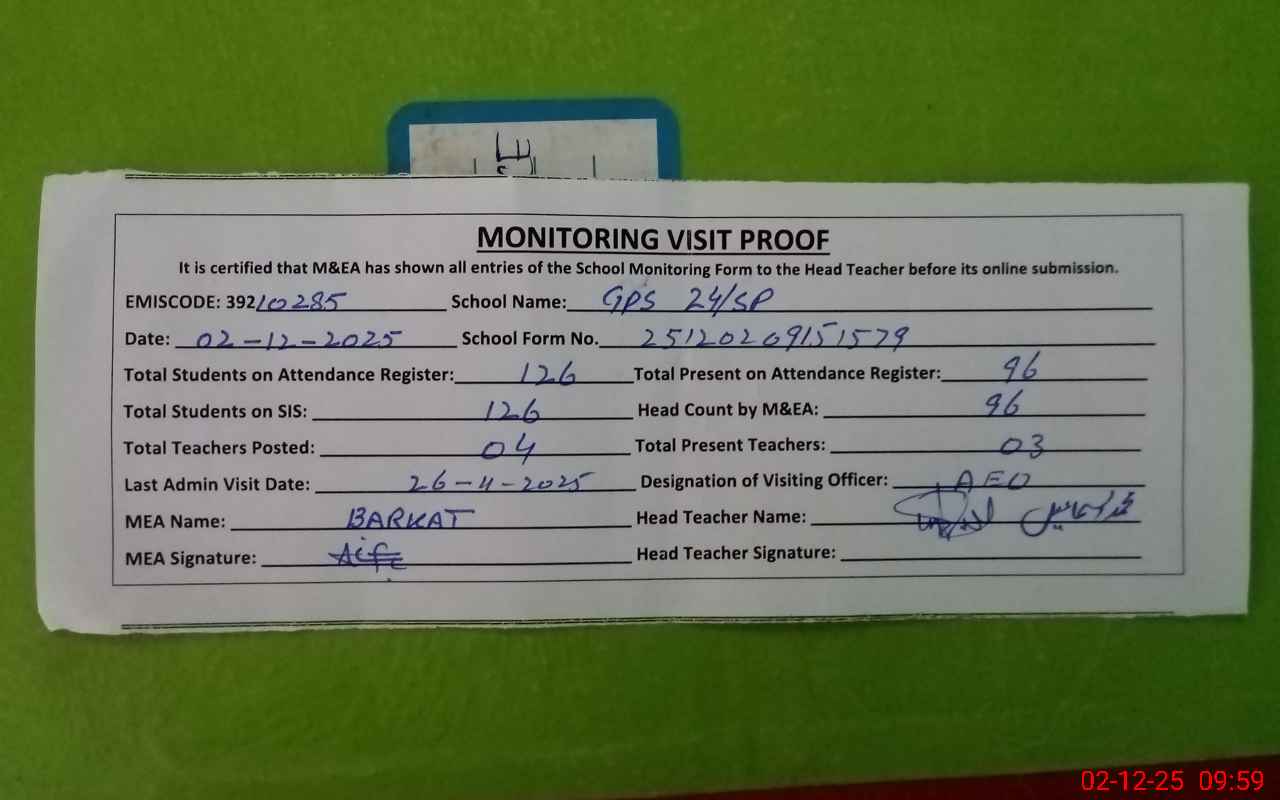 MONITORING VISIT PROOF
It is certified that M&EA has shown all entries of the School Monitoring Form to the Head Teacher before its online submission.
EMISCODE: 39210285 School Name: GPS 24/SP
Date: 02-12-2025 School Form No. 25120209151579
Total Students on Attendance Register: 126 Total Present on Attendance Register: 96
Total Students on SIS: 126 Head Count by M&EA: 96
Total Teachers Posted: 04 Total Present Teachers: 03
Last Admin Visit Date: 26-11-2025 Designation of Visiting Officer: AEO
MEA Name: BARKAT Head Teacher Name:
MEA Signature: Head Teacher Signature:
02-12-25 09:59